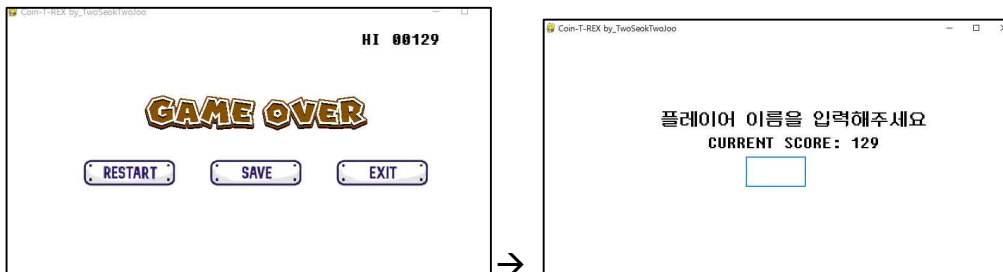 Coin-T-REX by_TwoSeokTwoJoo
HI 00129
GAME OVER
RESTART
SAVE
EXIT
→
Coin-T-REX by_TwoSeokTwoJoo
플레이어 이름을 입력해주세요
CURRENT SCORE: 129